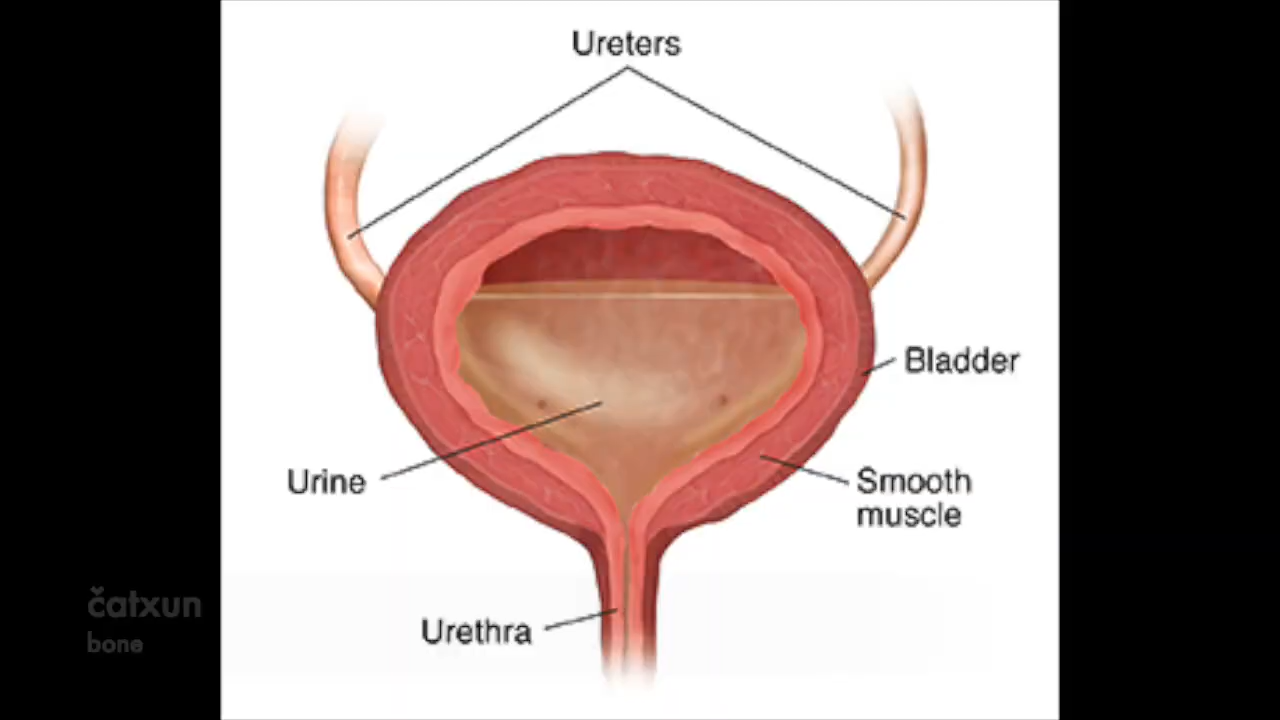 Ureters
Bladder
Urine
Smooth
muscle
čatxun
bone
Urethra